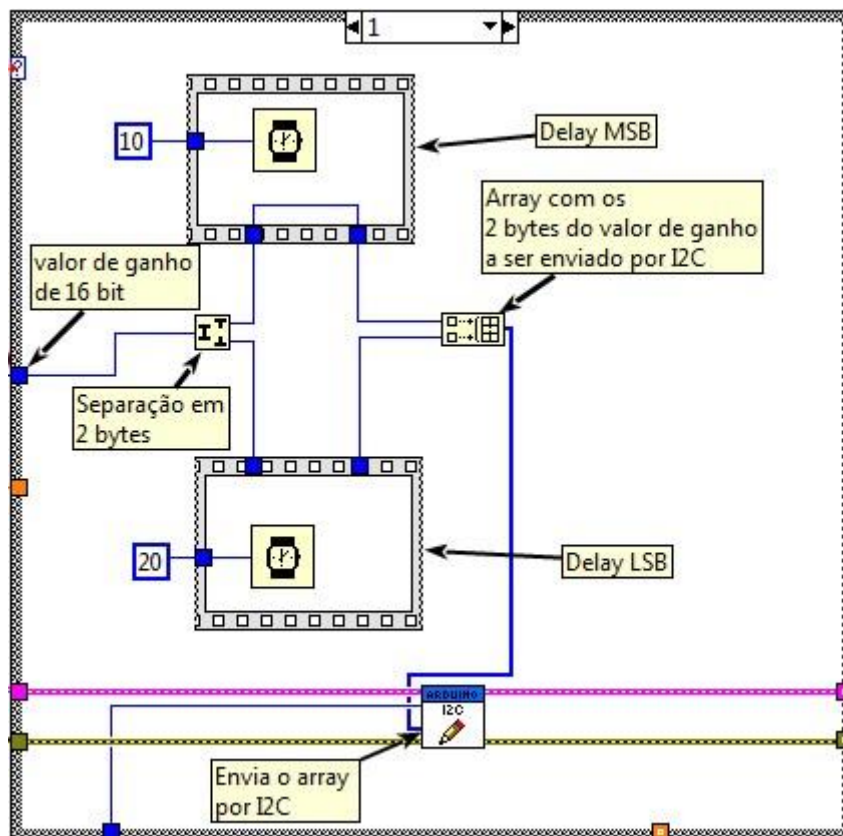 1
?
10
Delay MSB
Array com os
2 bytes do valor de ganho
a ser enviado por I2C
valor de ganho
de 16 bit
Separação em
2 bytes
20
Delay LSB
ARDUINO
I2C
Envia o array
por I2C